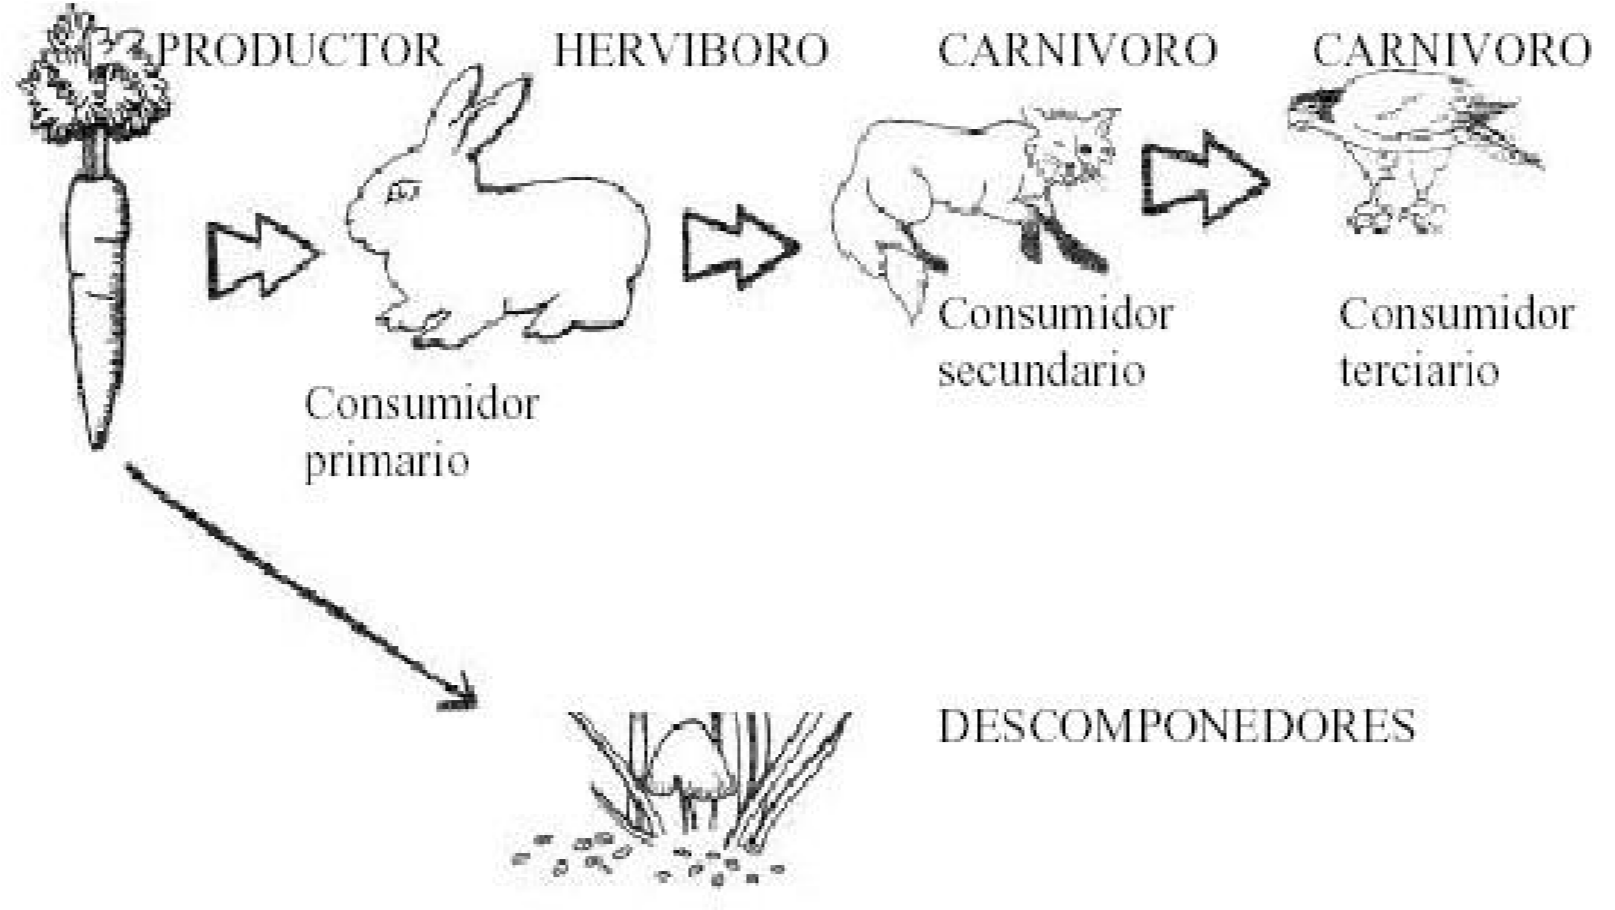 PRODUCTOR
HERVIBORO
CARNIVORO
CARNIVORO
Consumidor
primario
Consumidor
secundario
Consumidor
terciario
DESCOMPONEDORES